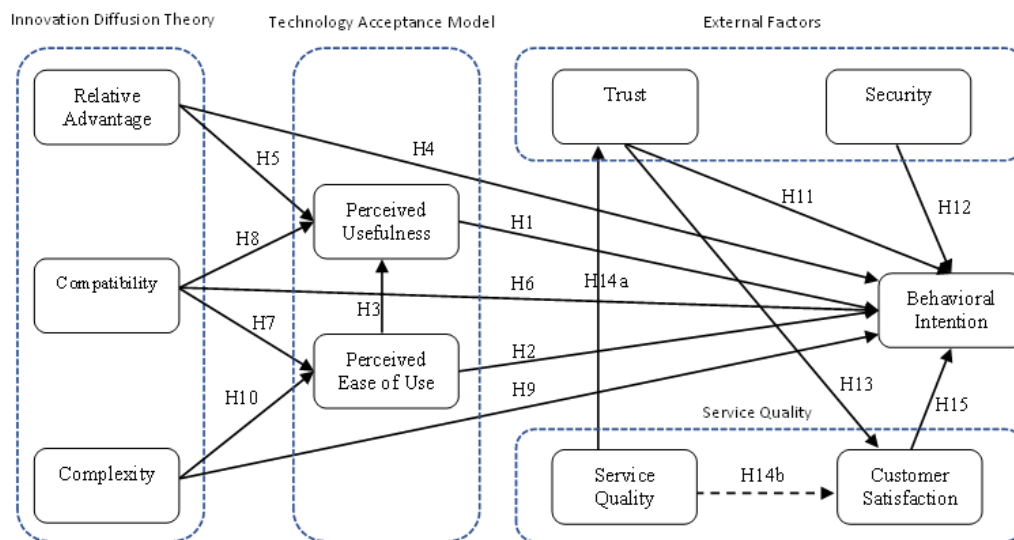 Innovation Diffusion Theory
Technology Acceptance Model
External Factors
Relative
Advantage
Trust
Security
H5
H4
H11
H12
Perceived
Usefulness
H8
H1
Compatibility
H6
H14a
Behavioral
Intention
H7
H3
Perceived
Ease of Use
H2
H10
H9
H13
H15
Service Quality
Complexity
Service
Quality
H14b
Customer
Satisfaction